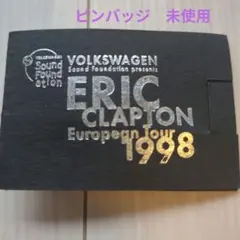 ピンバッジ　未使用
VOLKSWAGEN
Sound Foundation
VOLKSWAGEN
Sound Foundation presents
ERIC
CLAPTON
European Tour
1998